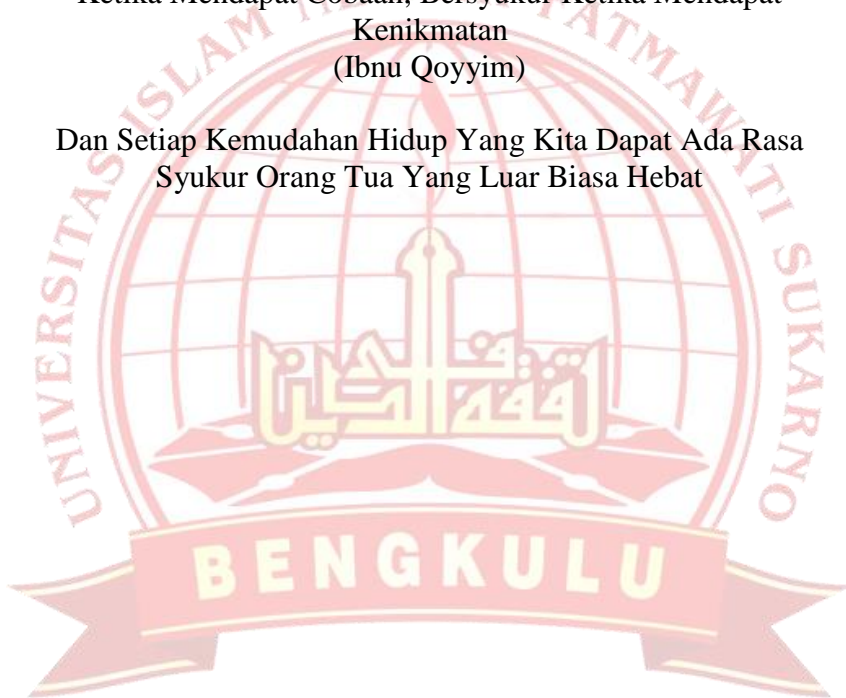 Ketika Mendapat Cobaan, Bersyukur Ketika Mendapat
Kenikmatan
(Ibnu Qoyyim)
Dan Setiap Kemudahan Hidup Yang Kita Dapat Ada Rasa
Syukur Orang Tua Yang Luar Biasa Hebat
UNIVERSITAS ISLAM
FATMAWATI SUKARNO
BENGKULU